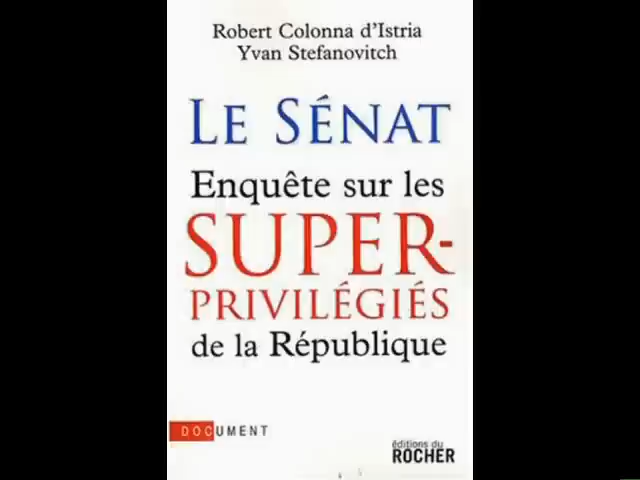 Robert Colonna d'Istria
Yvan Stefanovitch
LE SÉNAT
Enquête sur les
SUPER-
PRIVILÉGIÉS
de la République
DOCUMENT
éditions du
ROCHER